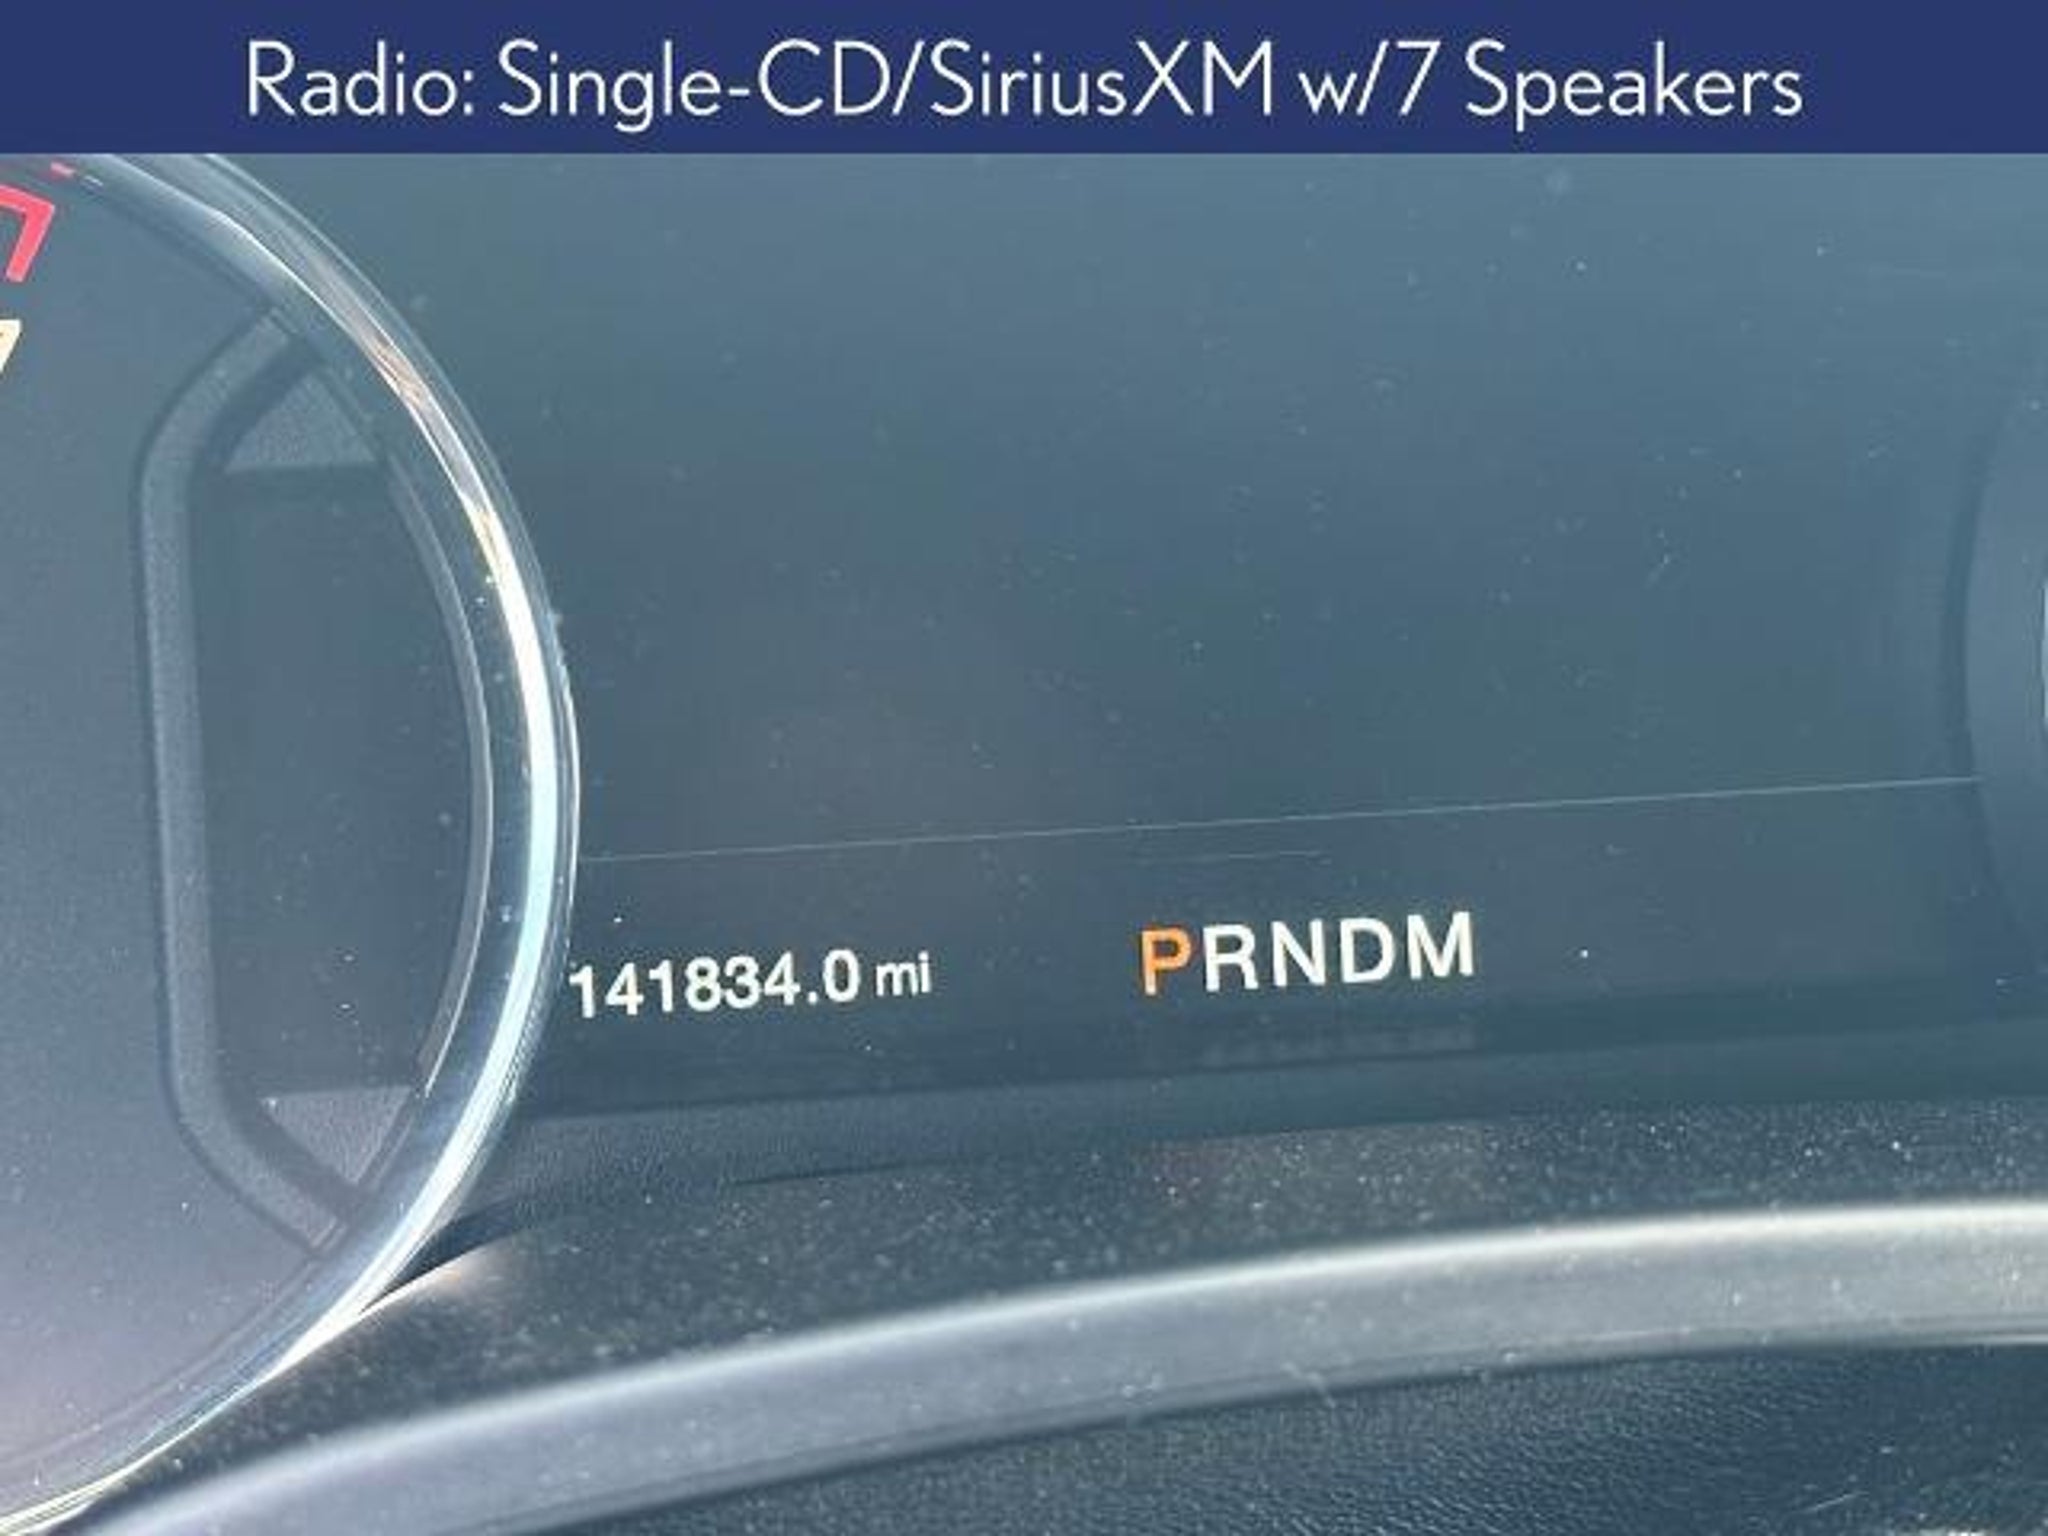 Radio: Single-CD/SiriusXM w/7 Speakers
141834.0 mi PRNDM